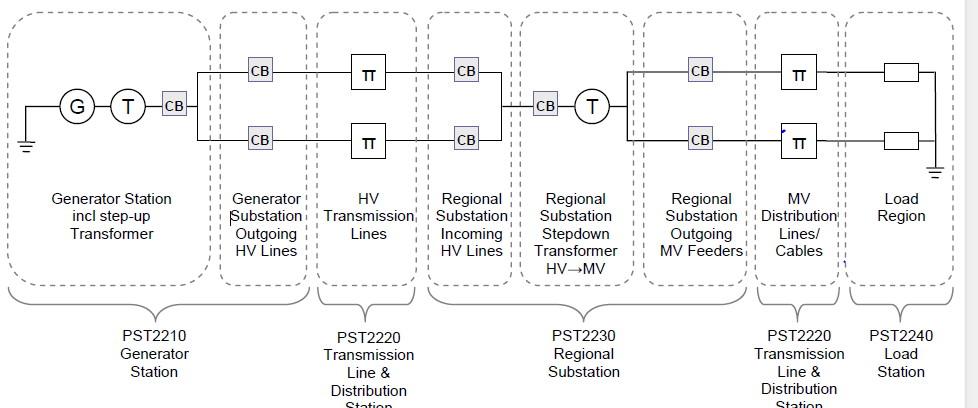 CB
π
CB
CB
π
G
T
CB
CB
T
CB
π
CB
CB
π
Generator Station
incl step-up
Transformer
Generator
Substation
Outgoing
HV Lines
HV
Transmission
Lines
Regional
Substation
Incoming
HV Lines
Regional
Substation
Stepdown
Transformer
HV→MV
Regional
Substation
Outgoing
MV Feeders
MV
Distribution
Lines/
Cables
Load
Region
PST2210
Generator
Station
PST2220
Transmission
Line &
Distribution
Station
PST2230
Regional
Substation
PST2220
Transmission
Line &
Distribution
Station
PST2240
Load
Station